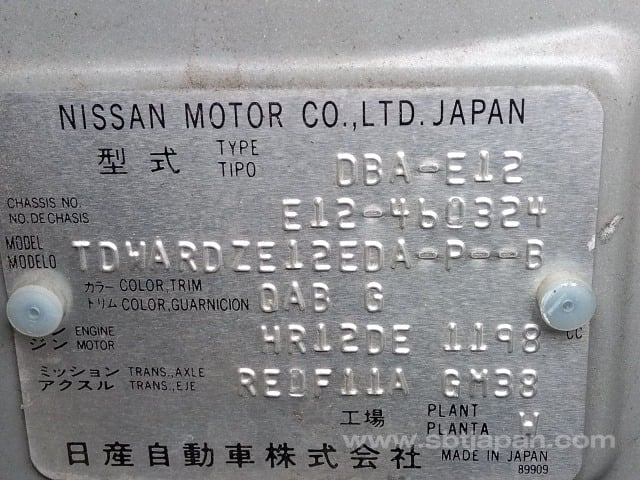 NISSAN MOTOR CO.,LTD. JAPAN
型式 TYPE TIPO DBA-E12
CHASSIS NO. NO.DE CHASIS E12-460324
MODEL MODELO TDWARDZE12EDA-P--B
カラー COLOR,TRIM トリム COLOR,GUARNICION QAB G
ン ENGINE ジン MOTOR HR12DE 1198 CC
ミッション TRANS.,AXLE アクスル TRANS.,EJE RE0F11A GM38
工場 PLANT PLANTA W
www.sbtjapan.com
日産自動車株式会社 MADE IN JAPAN
89909